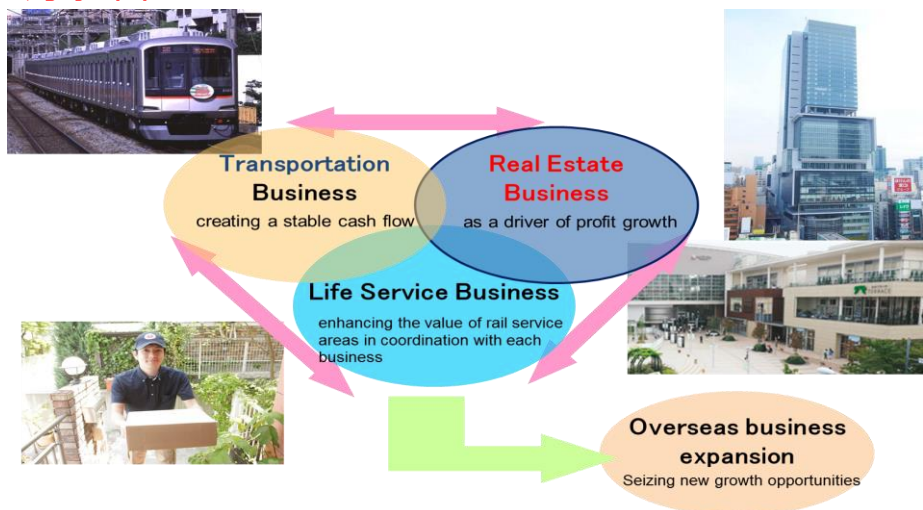 Transportation
Business
creating a stable cash flow
Real Estate
Business
as a driver of profit growth
Life Service Business
enhancing the value of rail service
areas in coordination with each
business
TERRACE
Overseas business
expansion
Seizing new growth opportunities